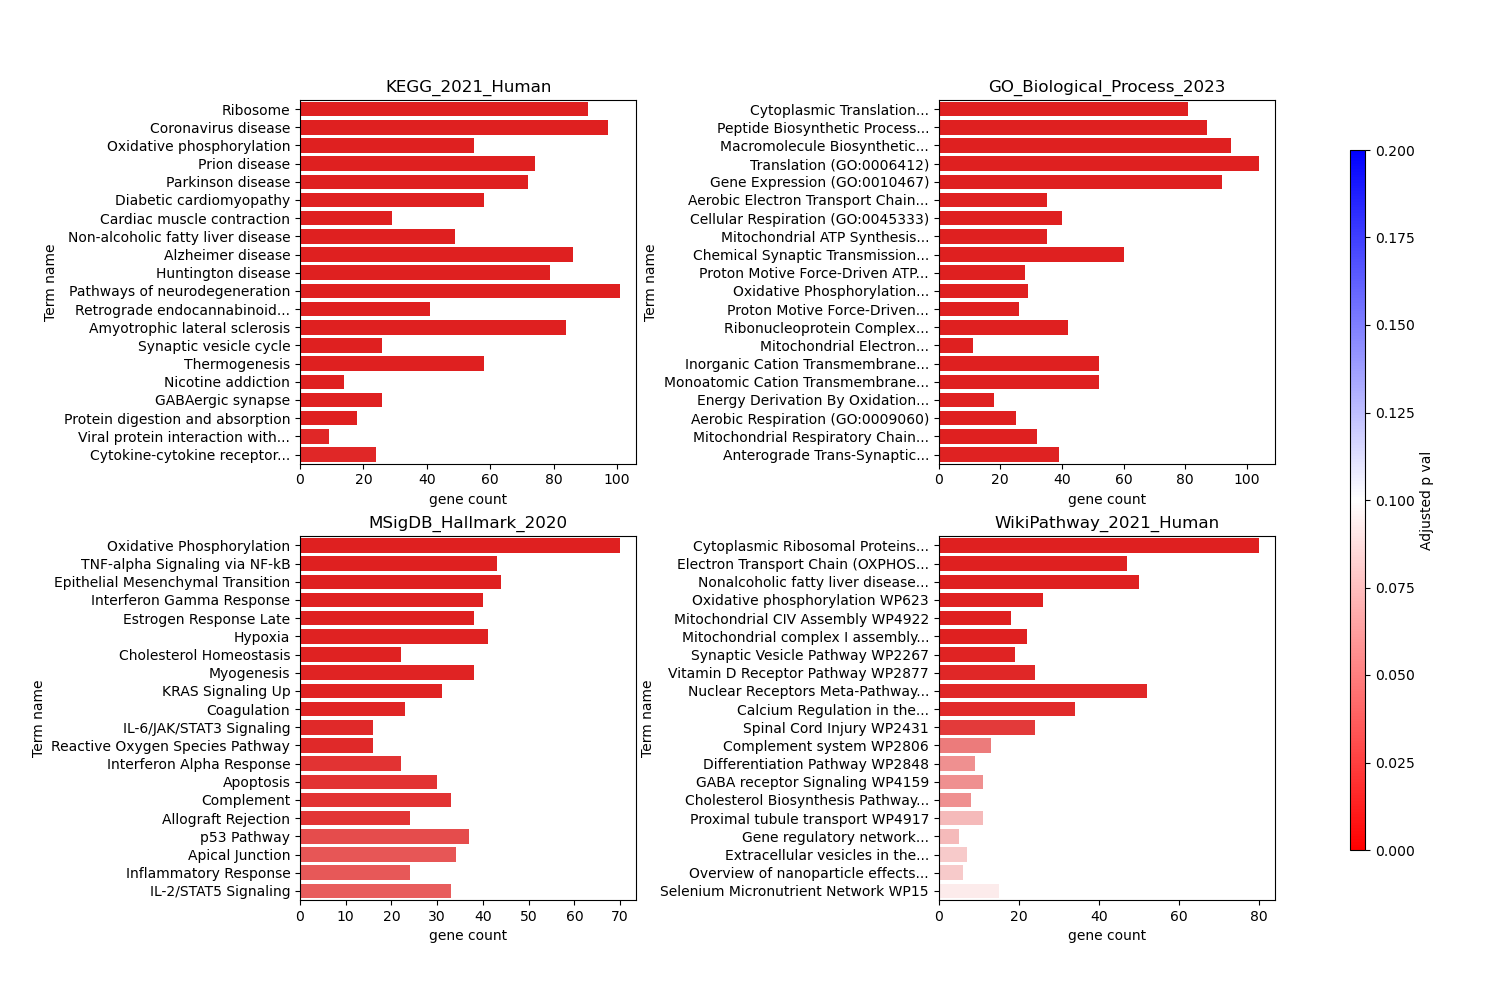 KEGG_2021_Human
Term name
Ribosome
Coronavirus disease
Oxidative phosphorylation
Prion disease
Parkinson disease
Diabetic cardiomyopathy
Cardiac muscle contraction
Non-alcoholic fatty liver disease
Alzheimer disease
Huntington disease
Pathways of neurodegeneration
Retrograde endocannabinoid...
Amyotrophic lateral sclerosis
Synaptic vesicle cycle
Thermogenesis
Nicotine addiction
GABAergic synapse
Protein digestion and absorption
Viral protein interaction with...
Cytokine-cytokine receptor...
0 20 40 60 80 100
gene count
GO_Biological_Process_2023
Term name
Cytoplasmic Translation...
Peptide Biosynthetic Process...
Macromolecule Biosynthetic...
Translation (GO:0006412)
Gene Expression (GO:0010467)
Aerobic Electron Transport Chain...
Cellular Respiration (GO:0045333)
Mitochondrial ATP Synthesis...
Chemical Synaptic Transmission...
Proton Motive Force-Driven ATP...
Oxidative Phosphorylation...
Proton Motive Force-Driven...
Ribonucleoprotein Complex...
Mitochondrial Electron...
Inorganic Cation Transmembrane...
Monoatomic Cation Transmembrane...
Energy Derivation By Oxidation...
Aerobic Respiration (GO:0009060)
Mitochondrial Respiratory Chain...
Anterograde Trans-Synaptic...
0 20 40 60 80 100
gene count
MSigDB_Hallmark_2020
Term name
Oxidative Phosphorylation
TNF-alpha Signaling via NF-kB
Epithelial Mesenchymal Transition
Interferon Gamma Response
Estrogen Response Late
Hypoxia
Cholesterol Homeostasis
Myogenesis
KRAS Signaling Up
Coagulation
IL-6/JAK/STAT3 Signaling
Reactive Oxygen Species Pathway
Interferon Alpha Response
Apoptosis
Complement
Allograft Rejection
p53 Pathway
Apical Junction
Inflammatory Response
IL-2/STAT5 Signaling
0 10 20 30 40 50 60 70
gene count
WikiPathway_2021_Human
Term name
Cytoplasmic Ribosomal Proteins...
Electron Transport Chain (OXPHOS...
Nonalcoholic fatty liver disease...
Oxidative phosphorylation WP623
Mitochondrial CIV Assembly WP4922
Mitochondrial complex I assembly...
Synaptic Vesicle Pathway WP2267
Vitamin D Receptor Pathway WP2877
Nuclear Receptors Meta-Pathway...
Calcium Regulation in the...
Spinal Cord Injury WP2431
Complement system WP2806
Differentiation Pathway WP2848
GABA receptor Signaling WP4159
Cholesterol Biosynthesis Pathway...
Proximal tubule transport WP4917
Gene regulatory network...
Extracellular vesicles in the...
Overview of nanoparticle effects...
Selenium Micronutrient Network WP15
0 20 40 60 80
gene count
0.200
0.175
0.150
0.125
0.100
0.075
0.050
0.025
0.000
Adjusted p val